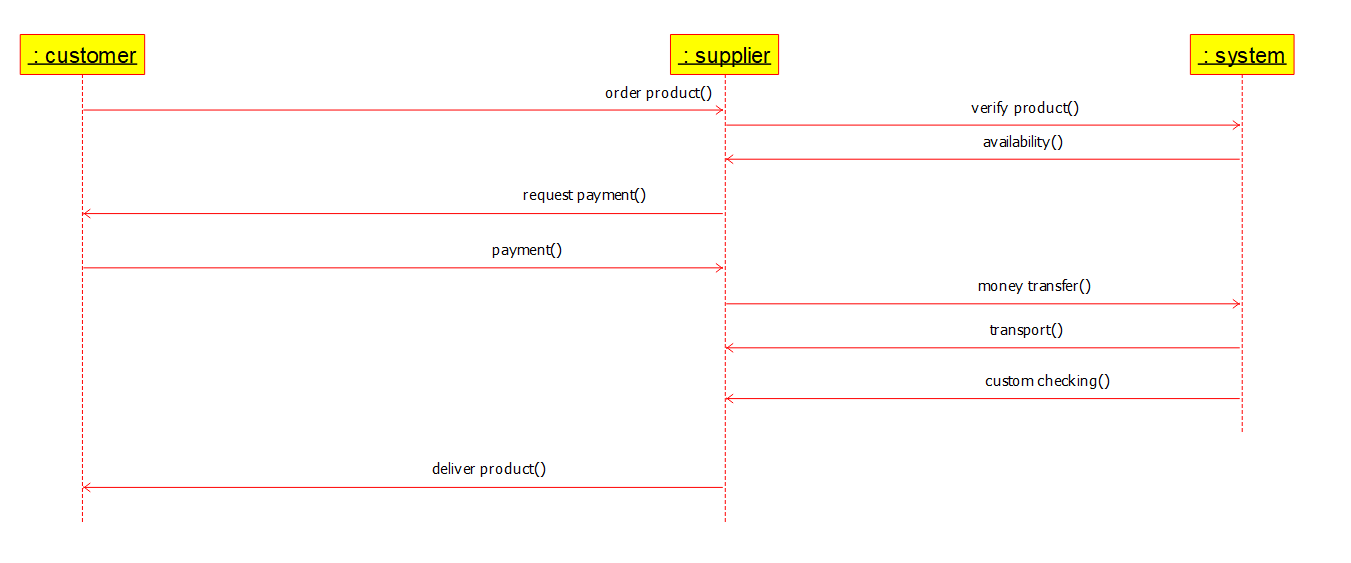 : customer
: supplier
: system
order product()
verify product()
availability()
request payment()
payment()
money transfer()
transport()
custom checking()
deliver product()